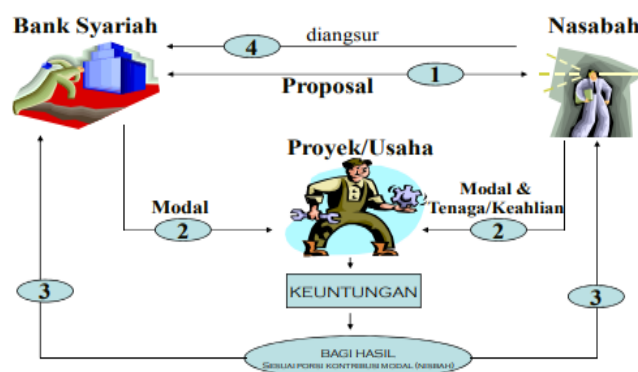 Bank Syariah
Nasabah
4
diangsur
1
Proposal
Proyek/Usaha
Modal
2
Modal &
Tenaga/Keahlian
2
3
KEUNTUNGAN
3
BAGI HASIL
SESUAI PORSI KONTRIBUSI MODAL (NISBAH)